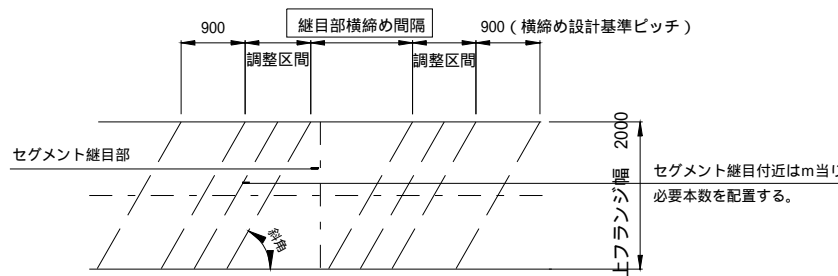 900
継目部横締め間隔
900（横締め設計基準ピッチ）
調整区間
調整区間
セグメント継目部
上フランジ幅 2000
セグメント継目付近はm当り
必要本数を配置する。
斜角